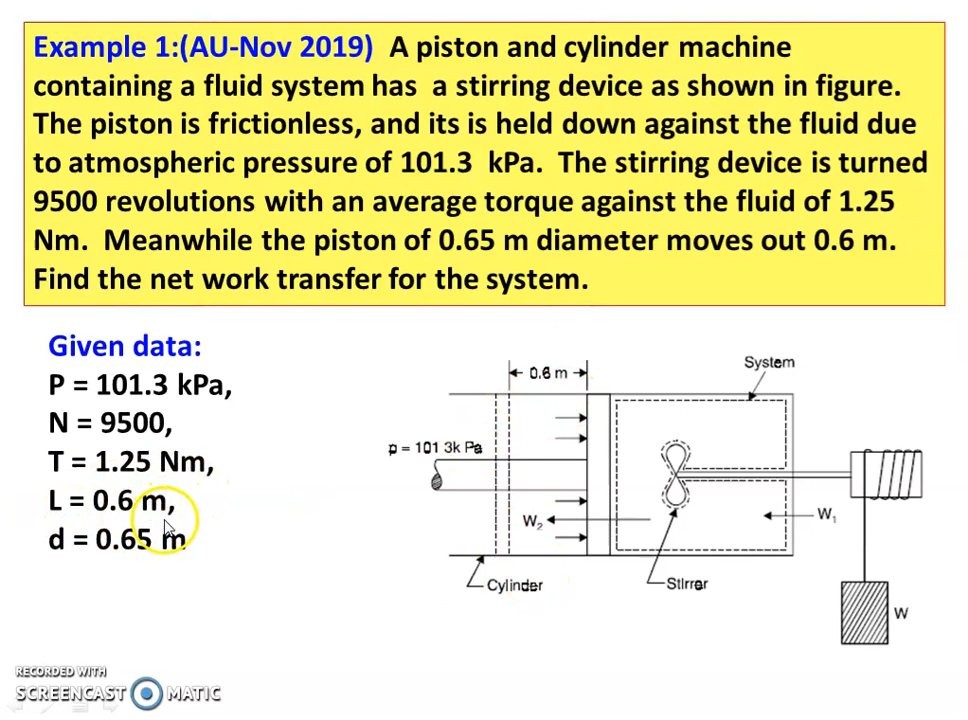 Example 1:(AU-Nov 2019) A piston and cylinder machine
containing a fluid system has a stirring device as shown in figure.
The piston is frictionless, and its is held down against the fluid due
to atmospheric pressure of 101.3 kPa. The stirring device is turned
9500 revolutions with an average torque against the fluid of 1.25
Nm. Meanwhile the piston of 0.65 m diameter moves out 0.6 m.
Find the net work transfer for the system.
Given data:
P = 101.3 kPa,
N = 9500,
T = 1.25 Nm,
L = 0.6 m,
d = 0.65 m
0.6 m
System
p = 101 3k Pa
W₂
W₁
Cylinder
Stirrer
W
RECORDED WITH
SCREENCAST MATIC